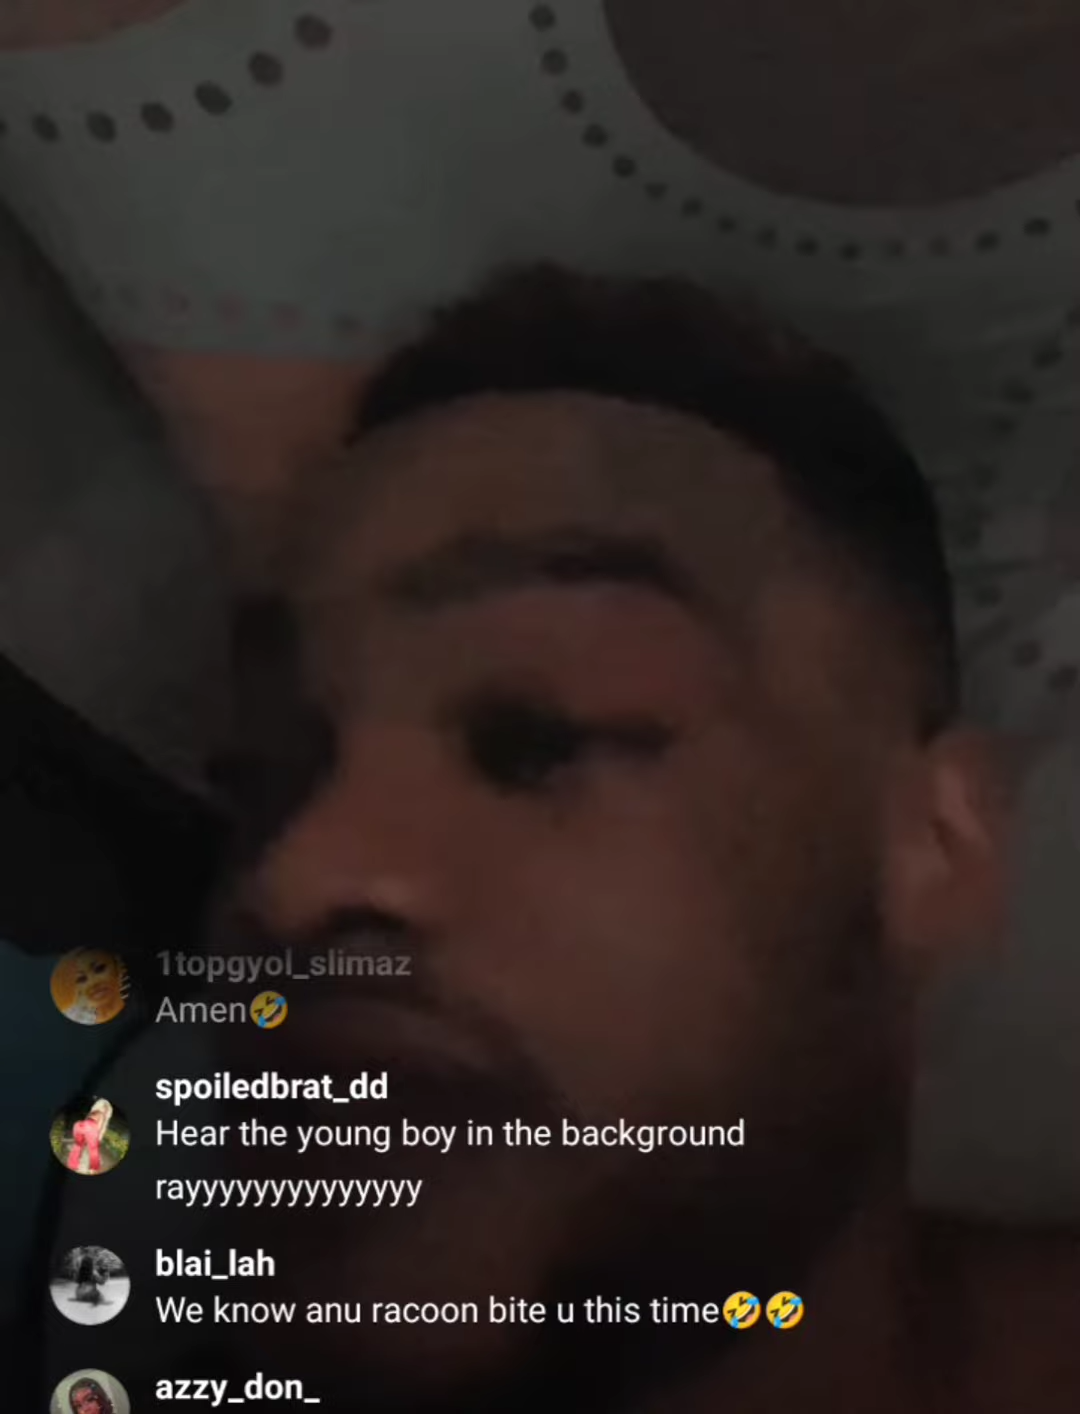 1topgyol_slimaz
Amen🤣
spoiledbrat_dd
Hear the young boy in the background
rayyyyyyyyyyyyyy
blai_lah
We know anu racoon bite u this time🤣🤣
azzy_don_